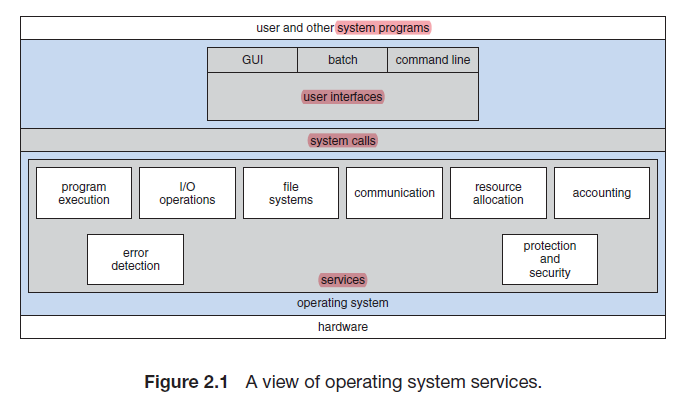 user and other system programs
GUI batch command line
user interfaces
system calls
program execution
I/O operations
file systems
communication
resource allocation
accounting
error detection
protection and security
services
operating system
hardware
Figure 2.1 A view of operating system services.